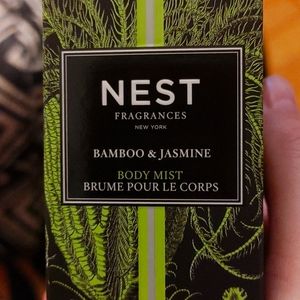 NEST
FRAGRANCES
NEW YORK
BAMBOO & JASMINE
BODY MIST
BRUME POUR LE CORPS